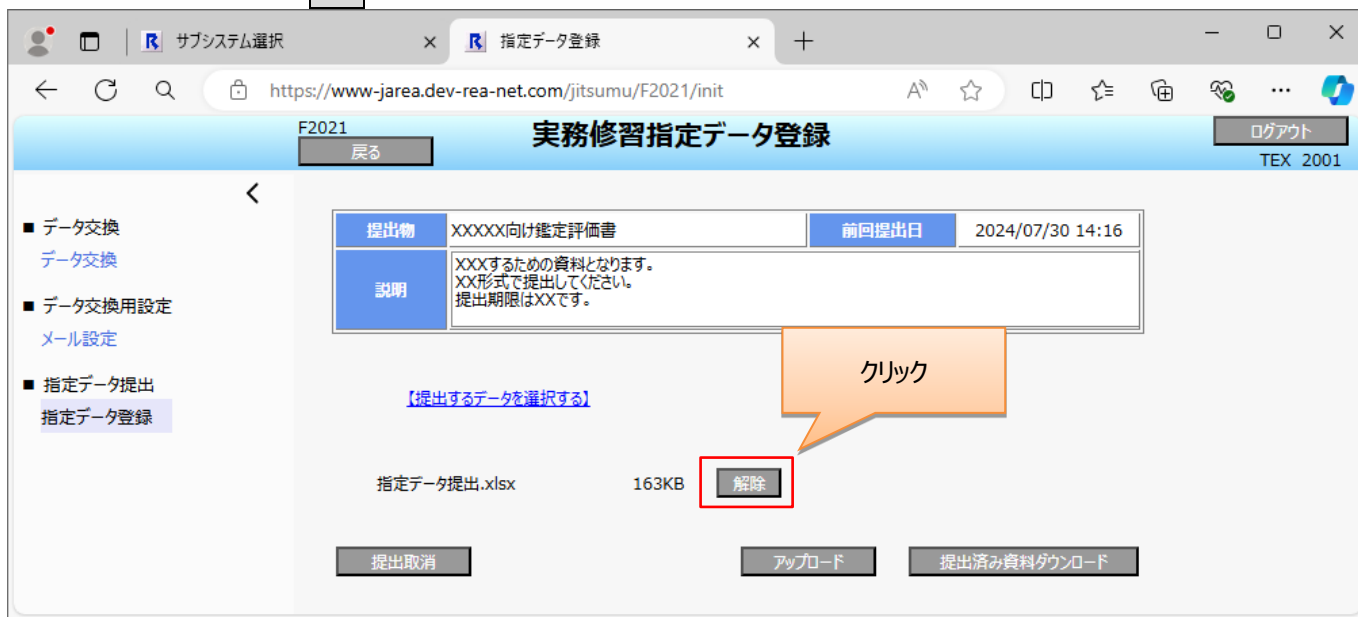 サブシステム選択
指定データ登録
https://www-jarea.dev-rea-net.com/jitsumu/F2021/init
F2021
戻る
実務修習指定データ登録
ログアウト
TEX 2001
■ データ交換
データ交換
■ データ交換用設定
メール設定
■ 指定データ提出
指定データ登録
提出物 XXXXX向け鑑定評価書 前回提出日 2024/07/30 14:16
説明
XXXするための資料となります。
XX形式で提出してください。
提出期限はXXです。
クリック
【提出するデータを選択する】
指定データ提出.xlsx 163KB 解除
提出取消 アップロード 提出済み資料ダウンロード